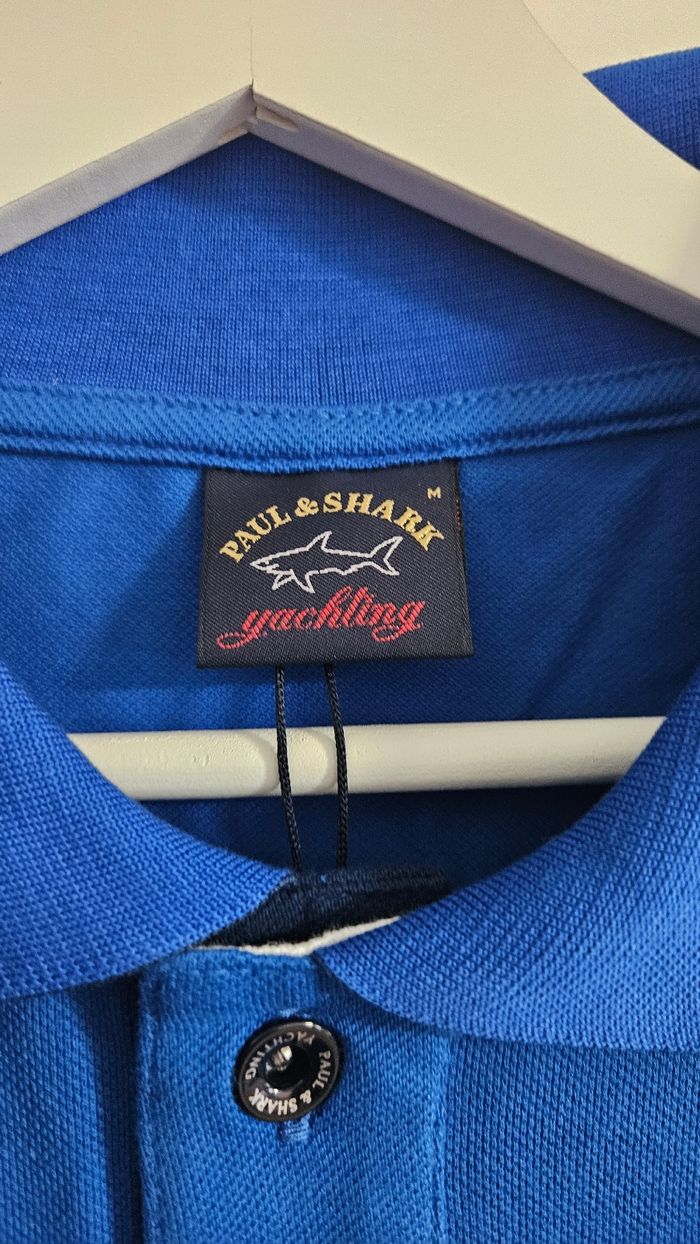 M
PAUL & SHARK
yachting
PAUL & SHARK
YACHTING